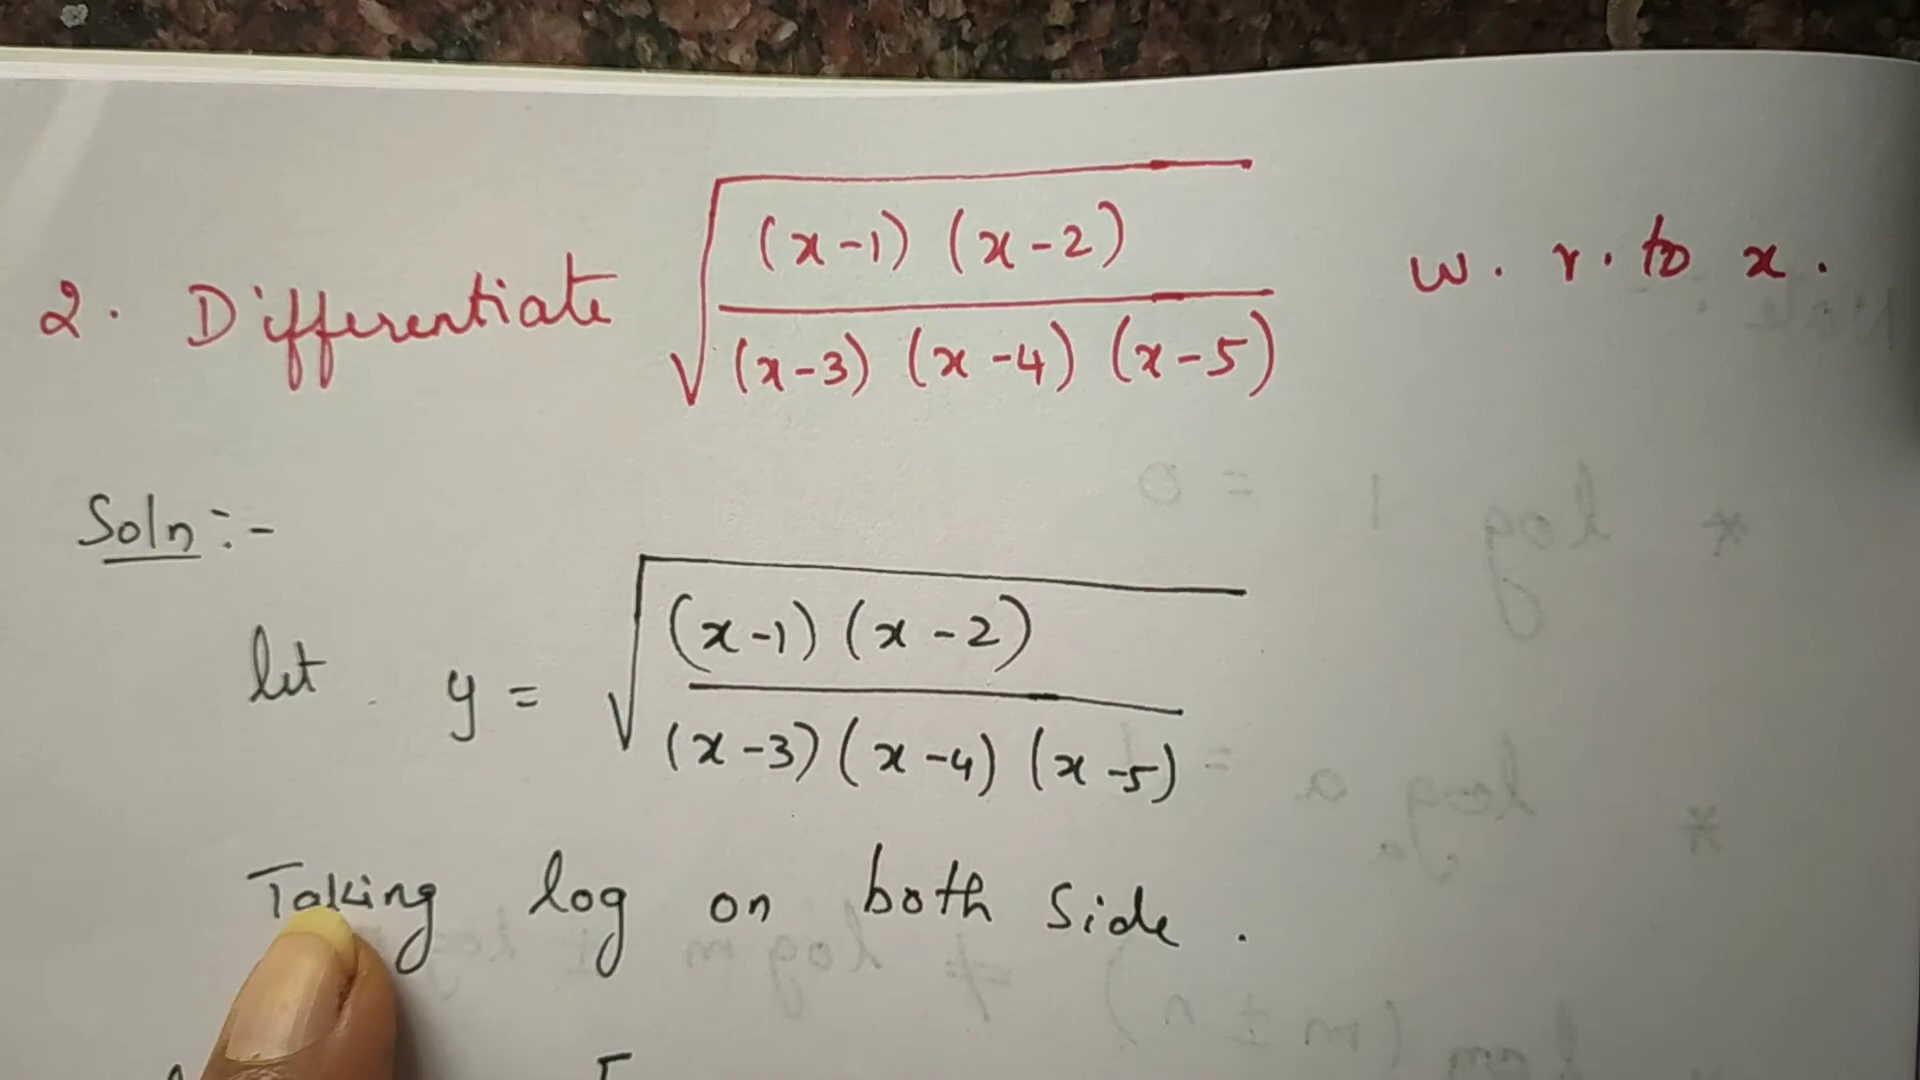 2. Differentiate √((x-1) (x-2) / (x-3) (x-4) (x-5)) w.r.to x.
Soln:-
let y = √((x-1) (x-2) / (x-3) (x-4) (x-5))
Taking log on both side.